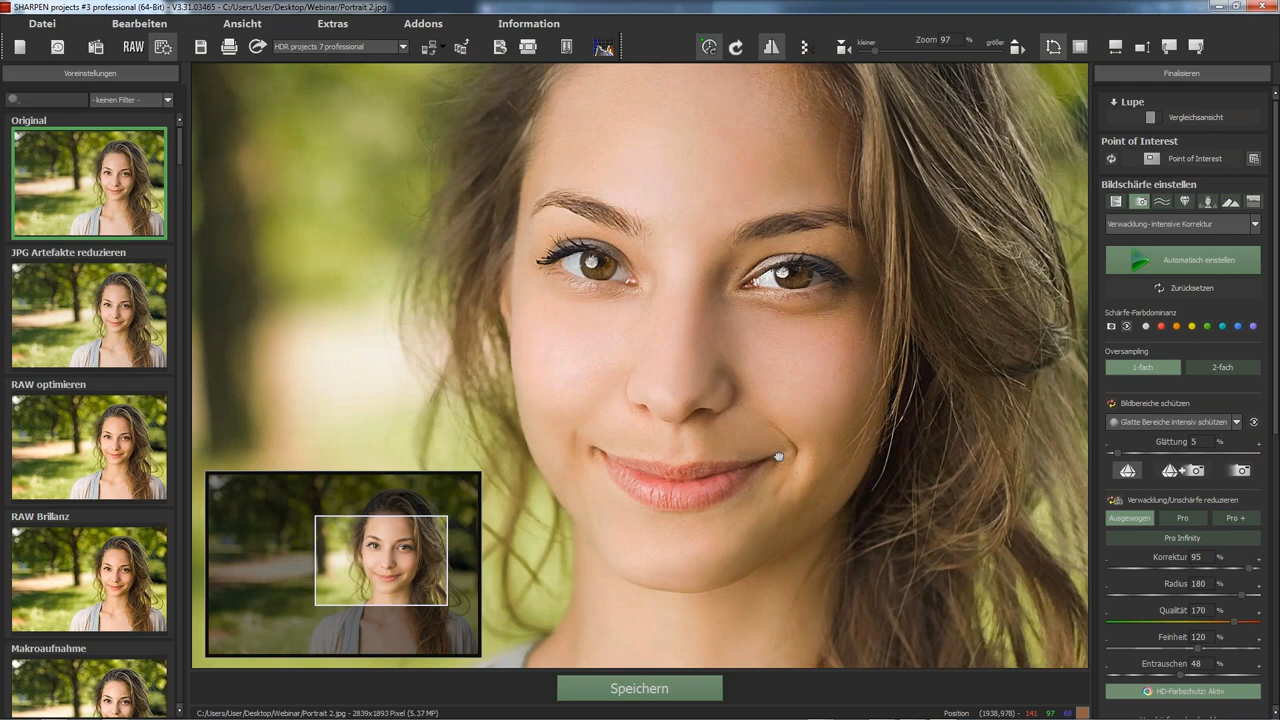 SHARPEN projects #3 professional (64-Bit) - V3.31.03465 - C:/Users/User/Desktop/Webinar/Portrait 2.jpg
Datei Bearbeiten Ansicht Extras Addons Information
RAW HDR projects 7 professional kleiner Zoom 97 % größer
Voreinstellungen
- keinen Filter -
Original
JPG Artefakte reduzieren
RAW optimieren
RAW Brillanz
Makroaufnahme
Speichern
C:/Users/User/Desktop/Webinar/Portrait 2.jpg - 2839x1893 Pixel (5.37 MP)
Position (1938,978) - 141 97 68
Finalisieren
Lupe
Vergleichsansicht
Point of Interest
Point of Interest
Bildschärfe einstellen
Verwacklung- intensive Korrektur
Automatisch einstellen
Zurücksetzen
Schärfe-Farbdominanz
Oversampling
1-fach 2-fach
Bildbereiche schützen
Glatte Bereiche intensiv schützen
Glättung 5 %
Verwacklung/Unschärfe reduzieren
Ausgewogen Pro Pro +
Pro Infinity
Korrektur 95 %
Radius 180 %
Qualität 170 %
Feinheit 120 %
Entrauschen 48 %
HD-Farbschutz: Aktiv